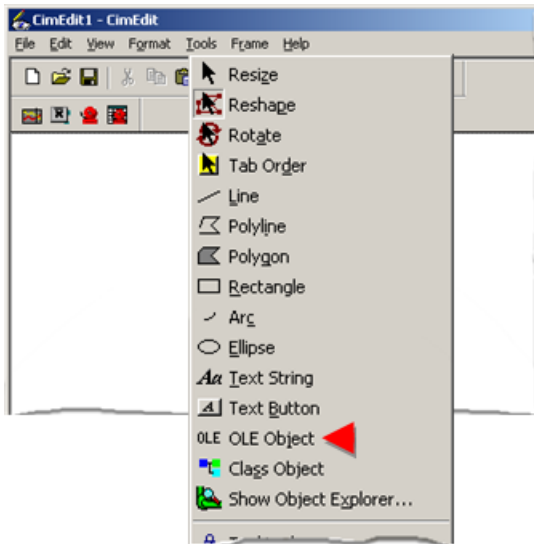 CimEdit1 - CimEdit
File Edit View Format Tools Frame Help
Resize
Reshape
Rotate
Tab Order
Line
Polyline
Polygon
Rectangle
Arc
Ellipse
Aa Text String
A Text Button
OLE OLE Object
Class Object
Show Object Explorer...